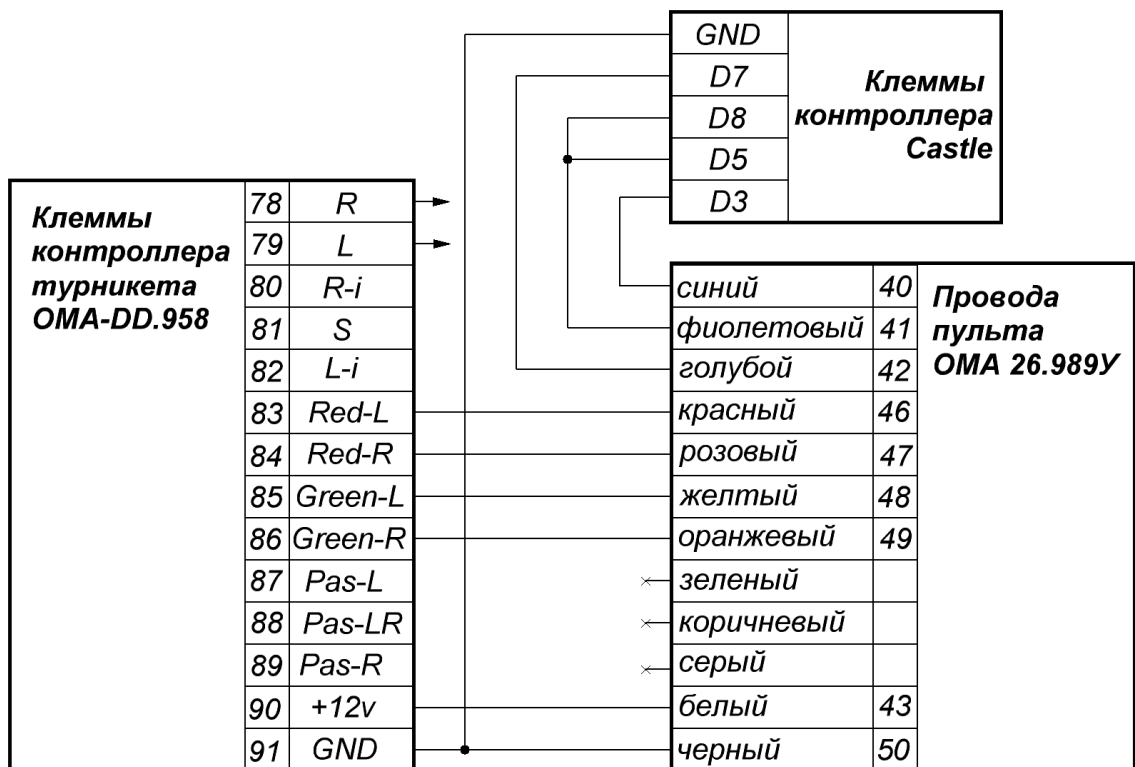 GND
D7
D8
D5
D3
Клеммы
контроллера
Castle
Клеммы
контроллера
турникета
ОМА-DD.958
78 R
79 L
80 R-i
81 S
82 L-i
83 Red-L
84 Red-R
85 Green-L
86 Green-R
87 Pas-L
88 Pas-LR
89 Pas-R
90 +12v
91 GND
синий 40
фиолетовый 41
голубой 42
красный 46
розовый 47
желтый 48
оранжевый 49
зеленый
коричневый
серый
белый 43
черный 50
Провода
пульта
ОМА 26.989У